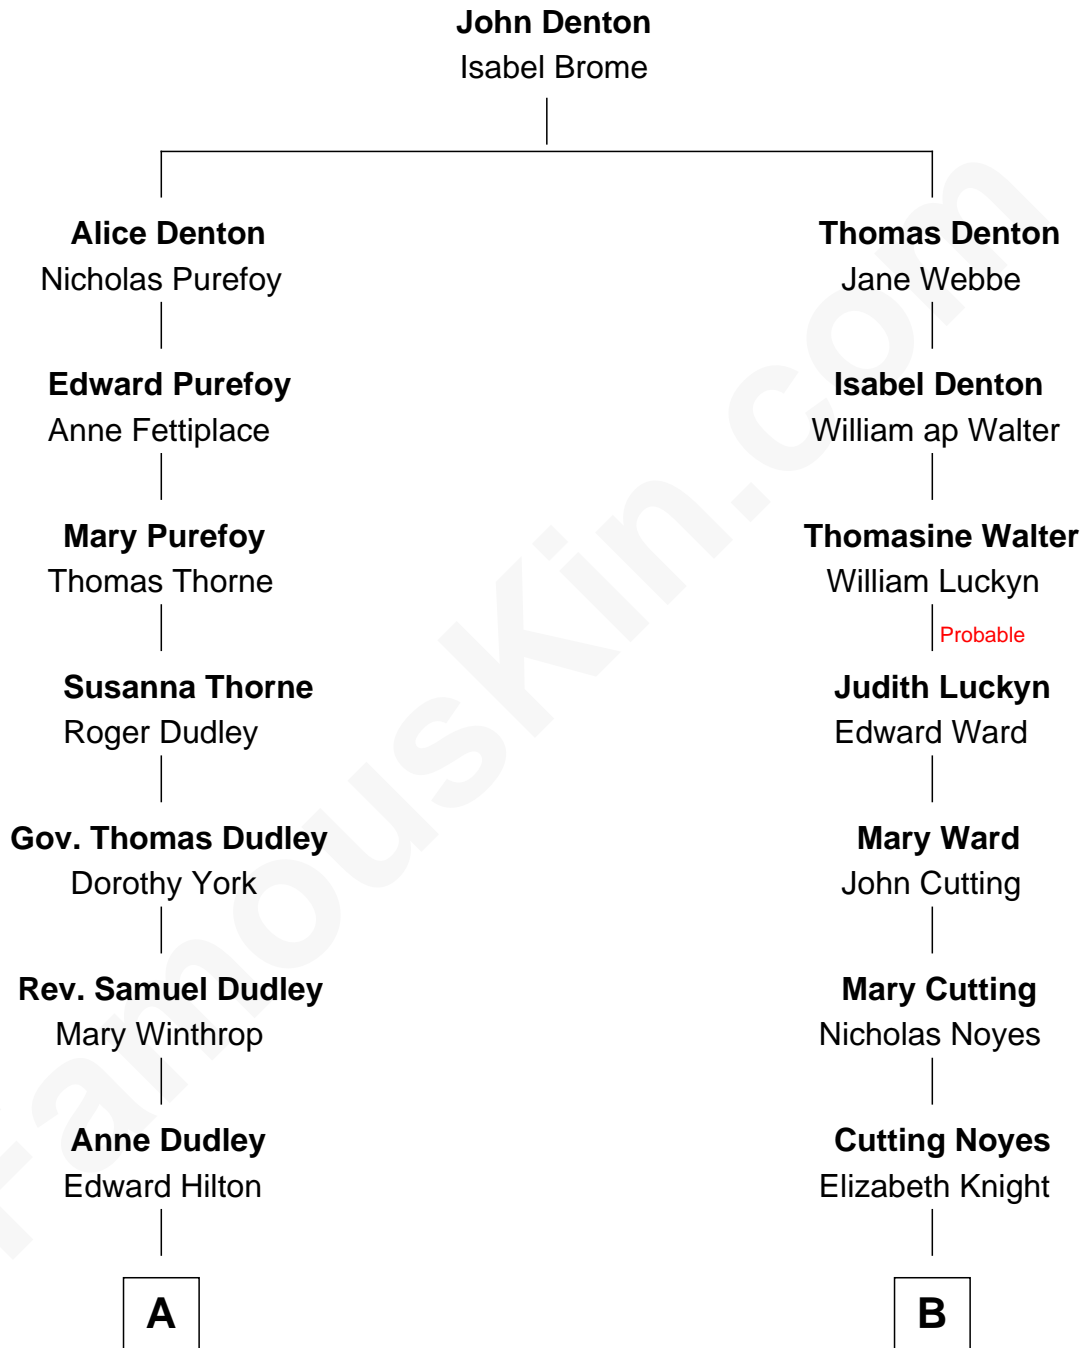 John Denton
Isabel Brome
Alice Denton
Nicholas Purefoy
Thomas Denton
Jane Webbe
Edward Purefoy
Anne Fettiplace
Isabel Denton
William ap Walter
Mary Purefoy
Thomas Thorne
Thomasine Walter
William Luckyn
Probable
Susanna Thorne
Roger Dudley
Judith Luckyn
Edward Ward
Gov. Thomas Dudley
Dorothy York
Mary Ward
John Cutting
Rev. Samuel Dudley
Mary Winthrop
Mary Cutting
Nicholas Noyes
Anne Dudley
Edward Hilton
Cutting Noyes
Elizabeth Knight
A
B
FamousKin.com